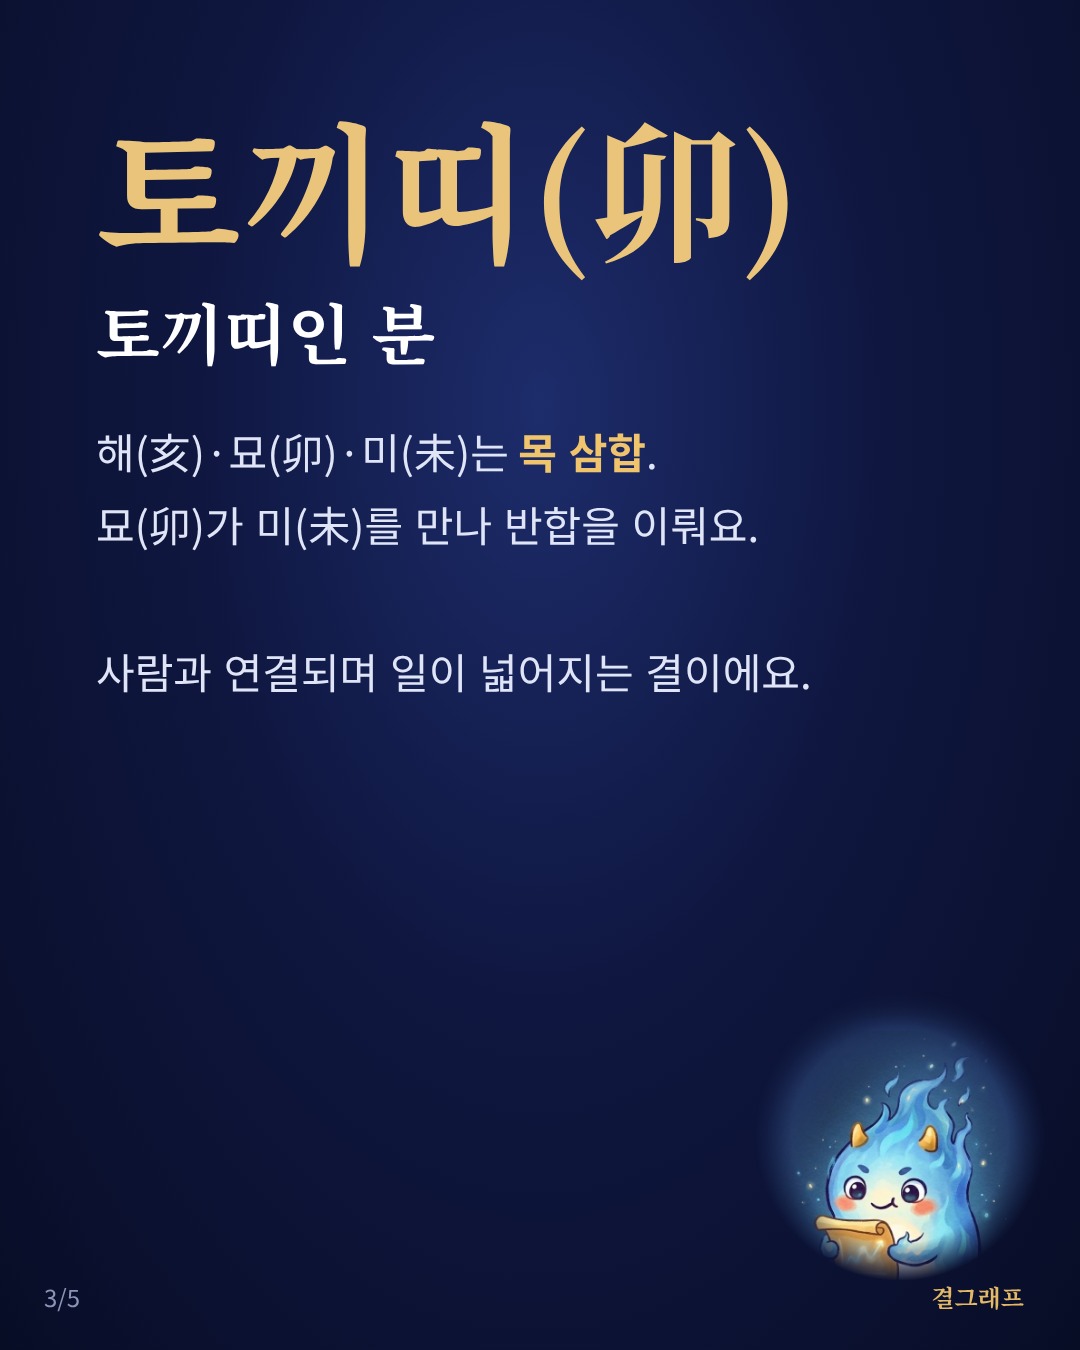 토끼띠(卯)
토끼띠인 분
해(亥)·묘(卯)·미(未)는 목 삼합.
묘(卯)가 미(未)를 만나 반합을 이뤄요.
사람과 연결되며 일이 넓어지는 결이에요.
3/5
결그래프